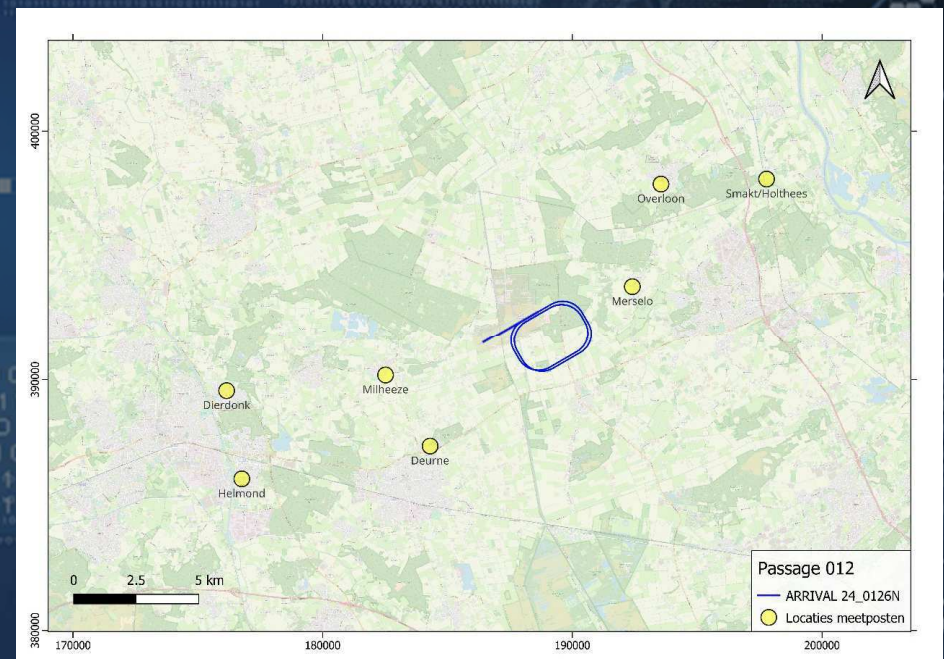 400000
390000
380000
Overloon
Smakt/Holthees
Merselo
Milheeze
Dierdonk
Deurne
Helmond
0 2.5 5 km
Passage 012
ARRIVAL 24_0126N
Locaties meetposten
170000 180000 190000 200000